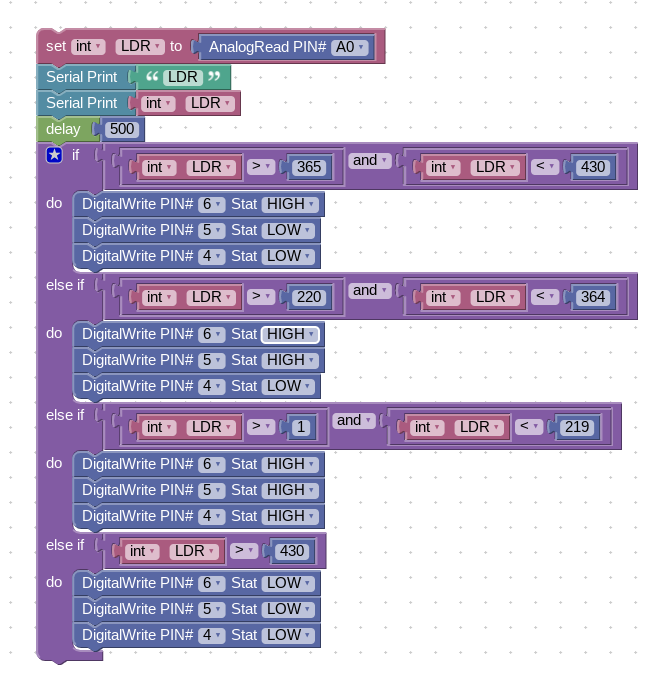 set int LDR to AnalogRead PIN# A0
Serial Print “ LDR ”
Serial Print int LDR
delay 500
if int LDR > 365 and int LDR < 430
do DigitalWrite PIN# 6 Stat HIGH
DigitalWrite PIN# 5 Stat LOW
DigitalWrite PIN# 4 Stat LOW
else if int LDR > 220 and int LDR < 364
do DigitalWrite PIN# 6 Stat HIGH
DigitalWrite PIN# 5 Stat HIGH
DigitalWrite PIN# 4 Stat LOW
else if int LDR > 1 and int LDR < 219
do DigitalWrite PIN# 6 Stat HIGH
DigitalWrite PIN# 5 Stat HIGH
DigitalWrite PIN# 4 Stat HIGH
else if int LDR > 430
do DigitalWrite PIN# 6 Stat LOW
DigitalWrite PIN# 5 Stat LOW
DigitalWrite PIN# 4 Stat LOW